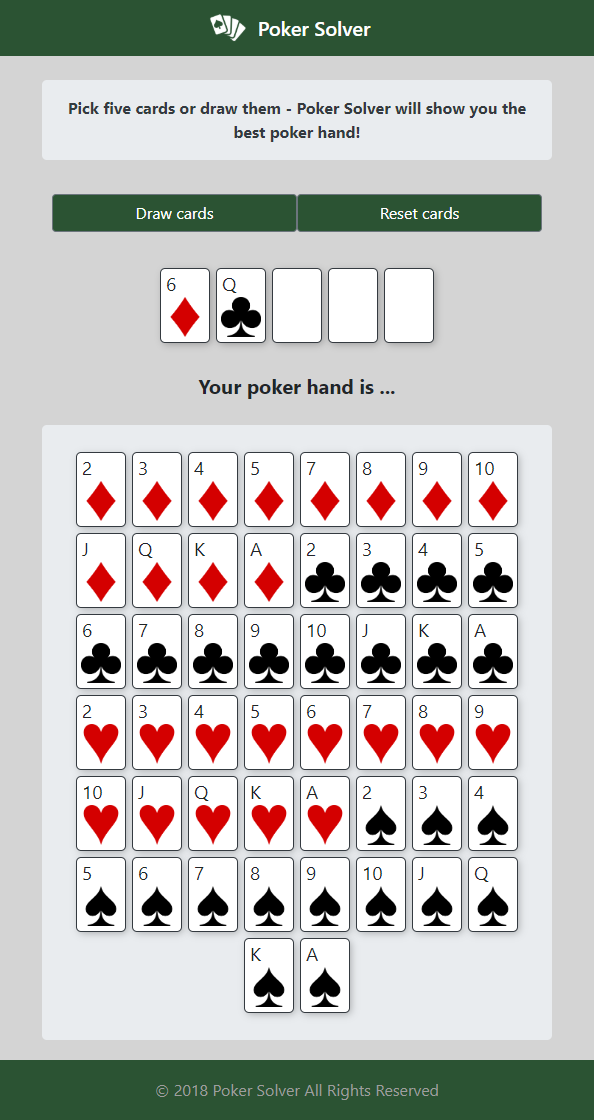 Poker Solver
Pick five cards or draw them - Poker Solver will show you the
best poker hand!
Draw cards Reset cards
6 Q
Your poker hand is ...
2 3 4 5 7 8 9 10
J Q K A 2 3 4 5
6 7 8 9 10 J K A
2 3 4 5 6 7 8 9
10 J Q K A 2 3 4
5 6 7 8 9 10 J Q
K A
© 2018 Poker Solver All Rights Reserved